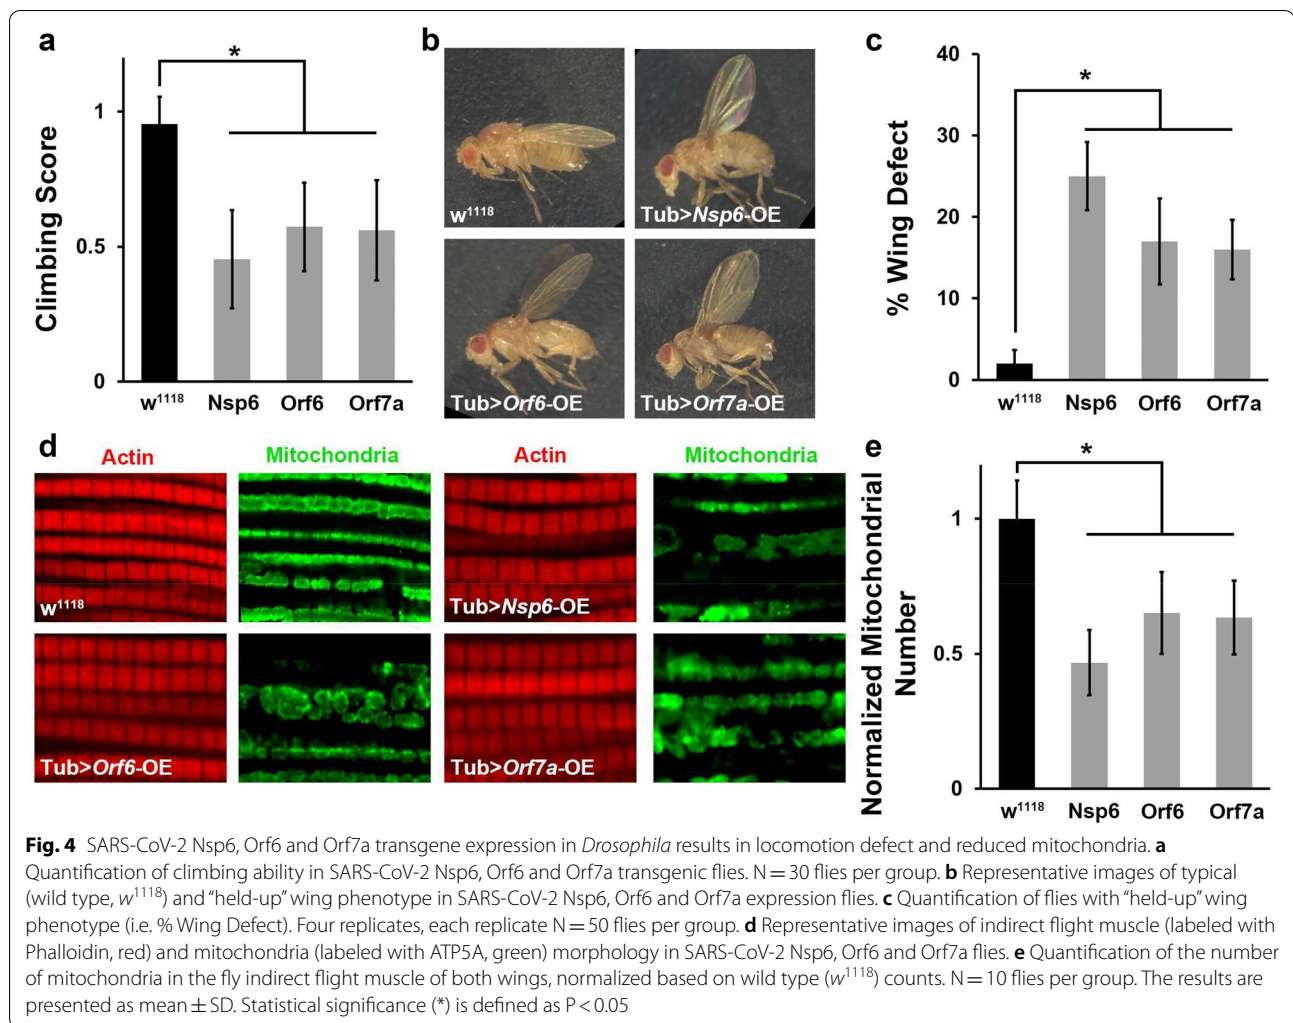 a
Climbing Score
1
0.5
0
*
w¹¹¹⁸ Nsp6 Orf6 Orf7a
b
w¹¹¹⁸
Tub>Nsp6-OE
Tub>Orf6-OE
Tub>Orf7a-OE
c
% Wing Defect
40
30
20
10
0
*
w¹¹¹⁸ Nsp6 Orf6 Orf7a
d
Actin Mitochondria Actin Mitochondria
w¹¹¹⁸
Tub>Nsp6-OE
Tub>Orf6-OE
Tub>Orf7a-OE
e
Normalized Mitochondrial
Number
1
0.5
0
*
w¹¹¹⁸ Nsp6 Orf6 Orf7a
Fig. 4 SARS-CoV-2 Nsp6, Orf6 and Orf7a transgene expression in Drosophila results in locomotion defect and reduced mitochondria. a
Quantification of climbing ability in SARS-CoV-2 Nsp6, Orf6 and Orf7a transgenic flies. N = 30 flies per group. b Representative images of typical
(wild type, w¹¹¹⁸) and “held-up” wing phenotype in SARS-CoV-2 Nsp6, Orf6 and Orf7a expression flies. c Quantification of flies with “held-up” wing
phenotype (i.e. % Wing Defect). Four replicates, each replicate N = 50 flies per group. d Representative images of indirect flight muscle (labeled with
Phalloidin, red) and mitochondria (labeled with ATP5A, green) morphology in SARS-CoV-2 Nsp6, Orf6 and Orf7a flies. e Quantification of the number
of mitochondria in the fly indirect flight muscle of both wings, normalized based on wild type (w¹¹¹⁸) counts. N = 10 flies per group. The results are
presented as mean ± SD. Statistical significance (*) is defined as P < 0.05